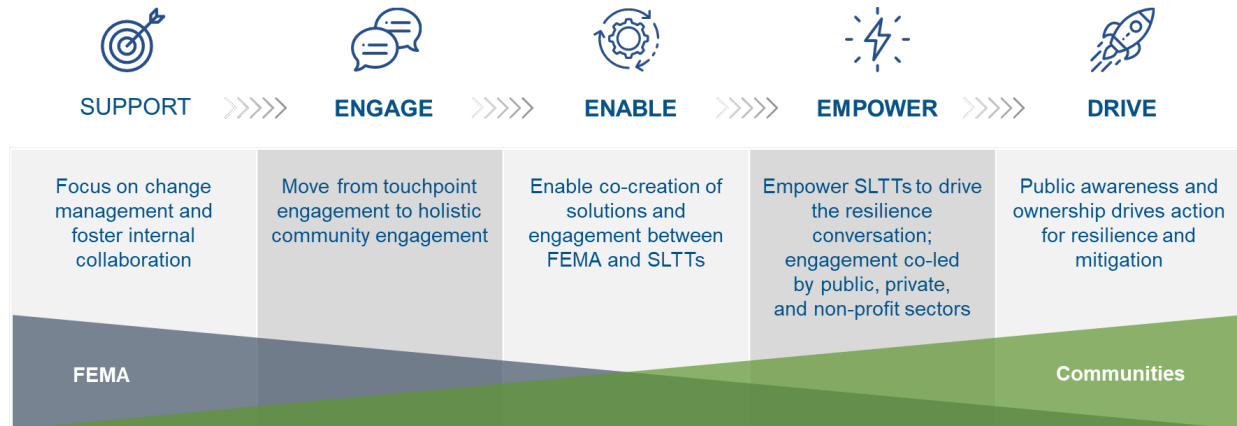 SUPPORT
ENGAGE
ENABLE
EMPOWER
DRIVE
Focus on change
management and
foster internal
collaboration
Move from touchpoint
engagement to holistic
community engagement
Enable co-creation of
solutions and
engagement between
FEMA and SLTTs
Empower SLTTs to drive
the resilience
conversation;
engagement co-led
by public, private,
and non-profit sectors
Public awareness and
ownership drives action
for resilience and
mitigation
FEMA
Communities